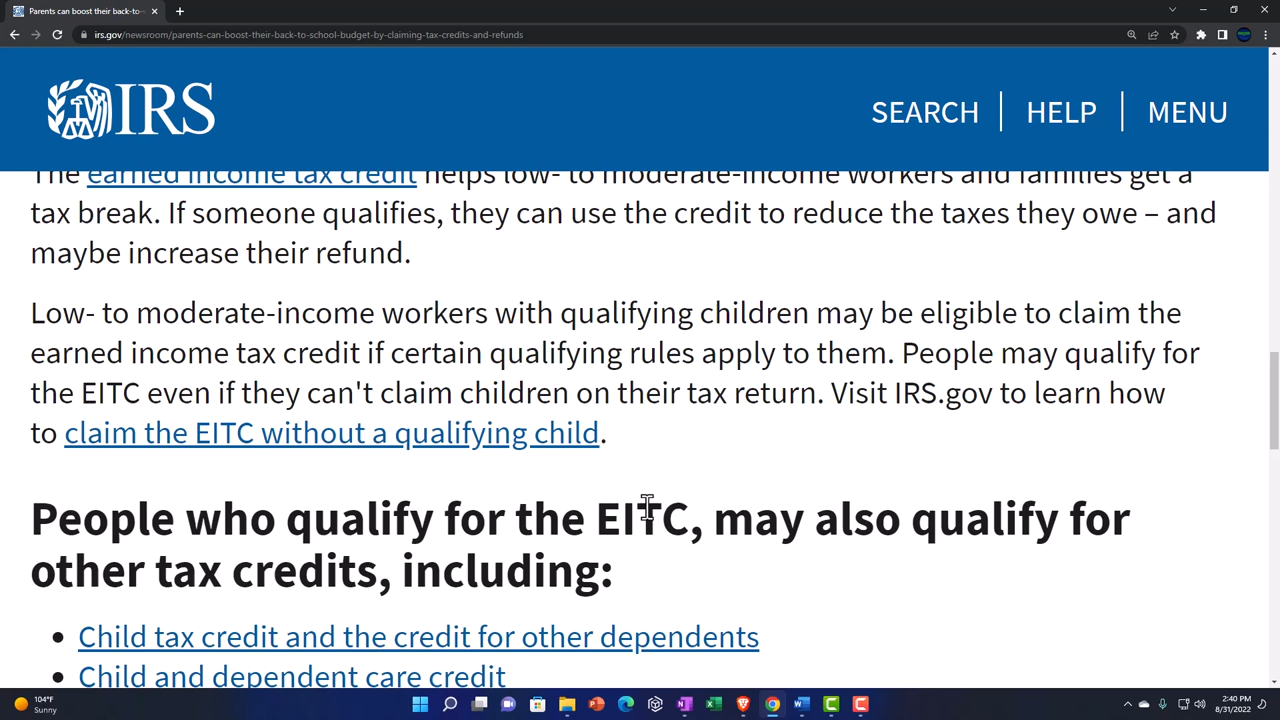 Parents can boost their back-to-
irs.gov/newsroom/parents-can-boost-their-back-to-school-budget-by-claiming-tax-credits-and-refunds
IRS
SEARCH
HELP
MENU
The earned income tax credit helps low- to moderate-income workers and families get a
tax break. If someone qualifies, they can use the credit to reduce the taxes they owe – and
maybe increase their refund.
Low- to moderate-income workers with qualifying children may be eligible to claim the
earned income tax credit if certain qualifying rules apply to them. People may qualify for
the EITC even if they can't claim children on their tax return. Visit IRS.gov to learn how
to claim the EITC without a qualifying child.
People who qualify for the EITC, may also qualify for
other tax credits, including:
• Child tax credit and the credit for other dependents
• Child and dependent care credit
104°F
Sunny
2:40 PM
8/31/2022